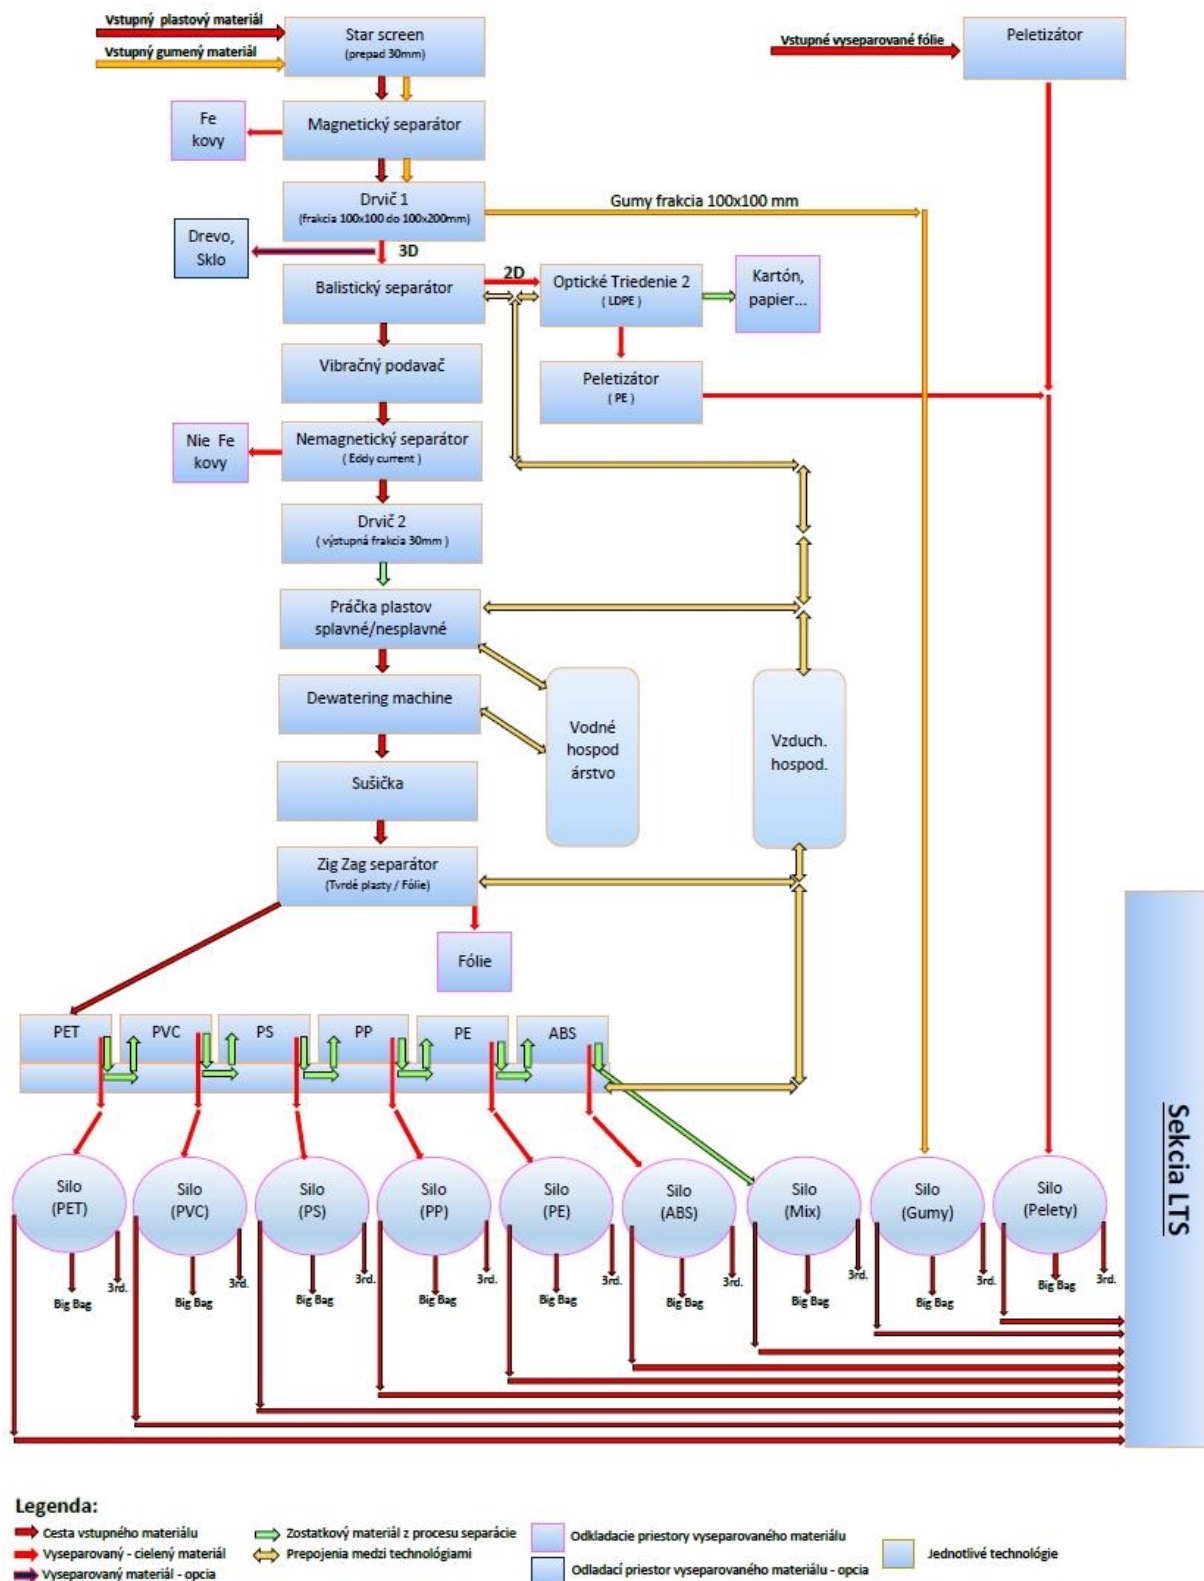 Vstupný plastový materiál
Vstupný gumený materiál
Star screen
(prepad 30mm)
Vstupné vyseparované fólie
Peletizátor
Fe
kovy
Magnetický separátor
Drvič 1
(frakcia 100x100 do 100x200mm)
Gumy frakcia 100x100 mm
Drevo,
Sklo
3D
Balistický separátor
2D
Optické Triedenie 2
( LDPE )
Kartón,
papier...
Vibračný podavač
Peletizátor
( PE )
Nie Fe
kovy
Nemagnetický separátor
( Eddy current )
Drvič 2
( výstupná frakcia 30mm )
Práčka plastov
splavné/nesplavné
Dewatering machine
Vodné
hospod
árstvo
Vzduch.
hospod.
Sušička
Zig Zag separátor
(Tvrdé plasty / Fólie)
Fólie
PET
PVC
PS
PP
PE
ABS
Sekcia LTS
Silo
(PET)
Silo
(PVC)
Silo
(PS)
Silo
(PP)
Silo
(PE)
Silo
(ABS)
Silo
(Mix)
Silo
(Gumy)
Silo
(Pelety)
Big Bag
3rd.
Big Bag
3rd.
Big Bag
3rd.
Big Bag
3rd.
Big Bag
3rd.
Big Bag
3rd.
Big Bag
3rd.
Big Bag
3rd.
Big Bag
3rd.
Legenda:
Cesta vstupného materiálu
Vyseparovaný - cielený materiál
Vyseparovaný materiál - opcia
Zostatkový materiál z procesu separácie
Prepojenia medzi technológiami
Odkladacie priestory vyseparovaného materiálu
Odladací priestor vyseparovaného materiálu - opcia
Jednotlivé technológie